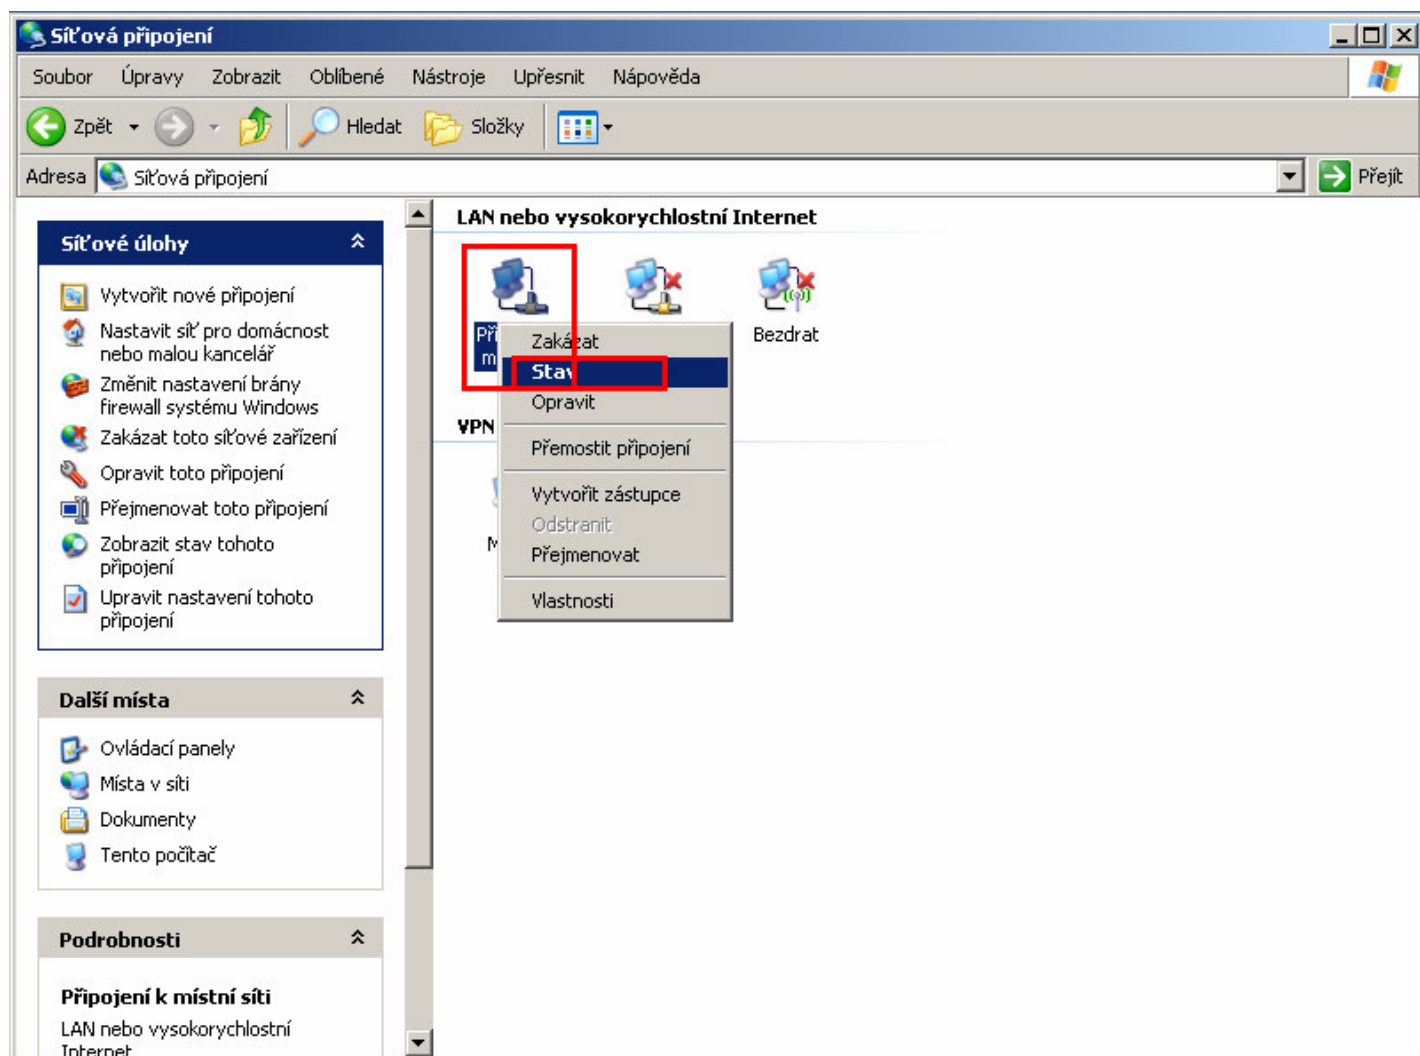 Síťová připojení
Soubor Úpravy Zobrazit Oblíbené Nástroje Upřesnit Nápověda
Zpět Hledat Složky
Adresa Síťová připojení Přejít
Síťové úlohy
Vytvořit nové připojení
Nastavit síť pro domácnost
nebo malou kancelář
Změnit nastavení brány
firewall systému Windows
Zakázat toto síťové zařízení
Opravit toto připojení
Přejmenovat toto připojení
Zobrazit stav tohoto
připojení
Upravit nastavení tohoto
připojení
Další místa
Ovládací panely
Místa v síti
Dokumenty
Tento počítač
Podrobnosti
Připojení k místní síti
LAN nebo vysokorychlostní
Internet
LAN nebo vysokorychlostní Internet
Bezdrat
Zakázat
Stav
Opravit
Přemostit připojení
Vytvořit zástupce
Odstranit
Přejmenovat
Vlastnosti
VPN